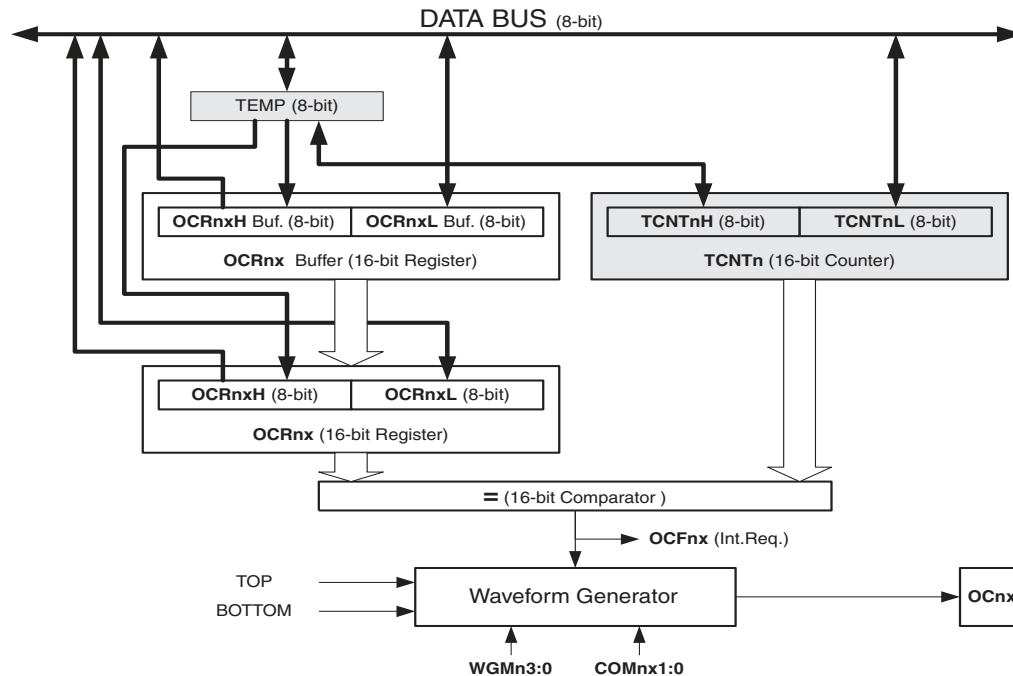 DATA BUS (8-bit)
TEMP (8-bit)
OCRnxH Buf. (8-bit)
OCRnxL Buf. (8-bit)
TCNTnH (8-bit)
TCNTnL (8-bit)
OCRnx Buffer (16-bit Register)
TCNTn (16-bit Counter)
OCRnxH (8-bit)
OCRnxL (8-bit)
OCRnx (16-bit Register)
= (16-bit Comparator )
OCFnx (Int.Req.)
TOP
BOTTOM
Waveform Generator
OCnx
WGMn3:0
COMnx1:0